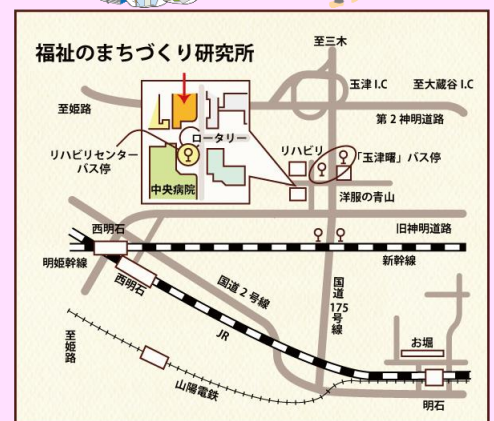 福祉のまちづくり研究所
至三木
玉津 I.C
至大蔵谷 I.C
至姫路
第2神明道路
ロータリー
リハビリセンター
バス停
中央病院
リハビリ
「玉津曙」バス停
洋服の青山
旧神明道路
西明石
明姫幹線
新幹線
西明石
国道2号線
国道
175
号線
JR
至姫路
お堀
山陽電鉄
明石